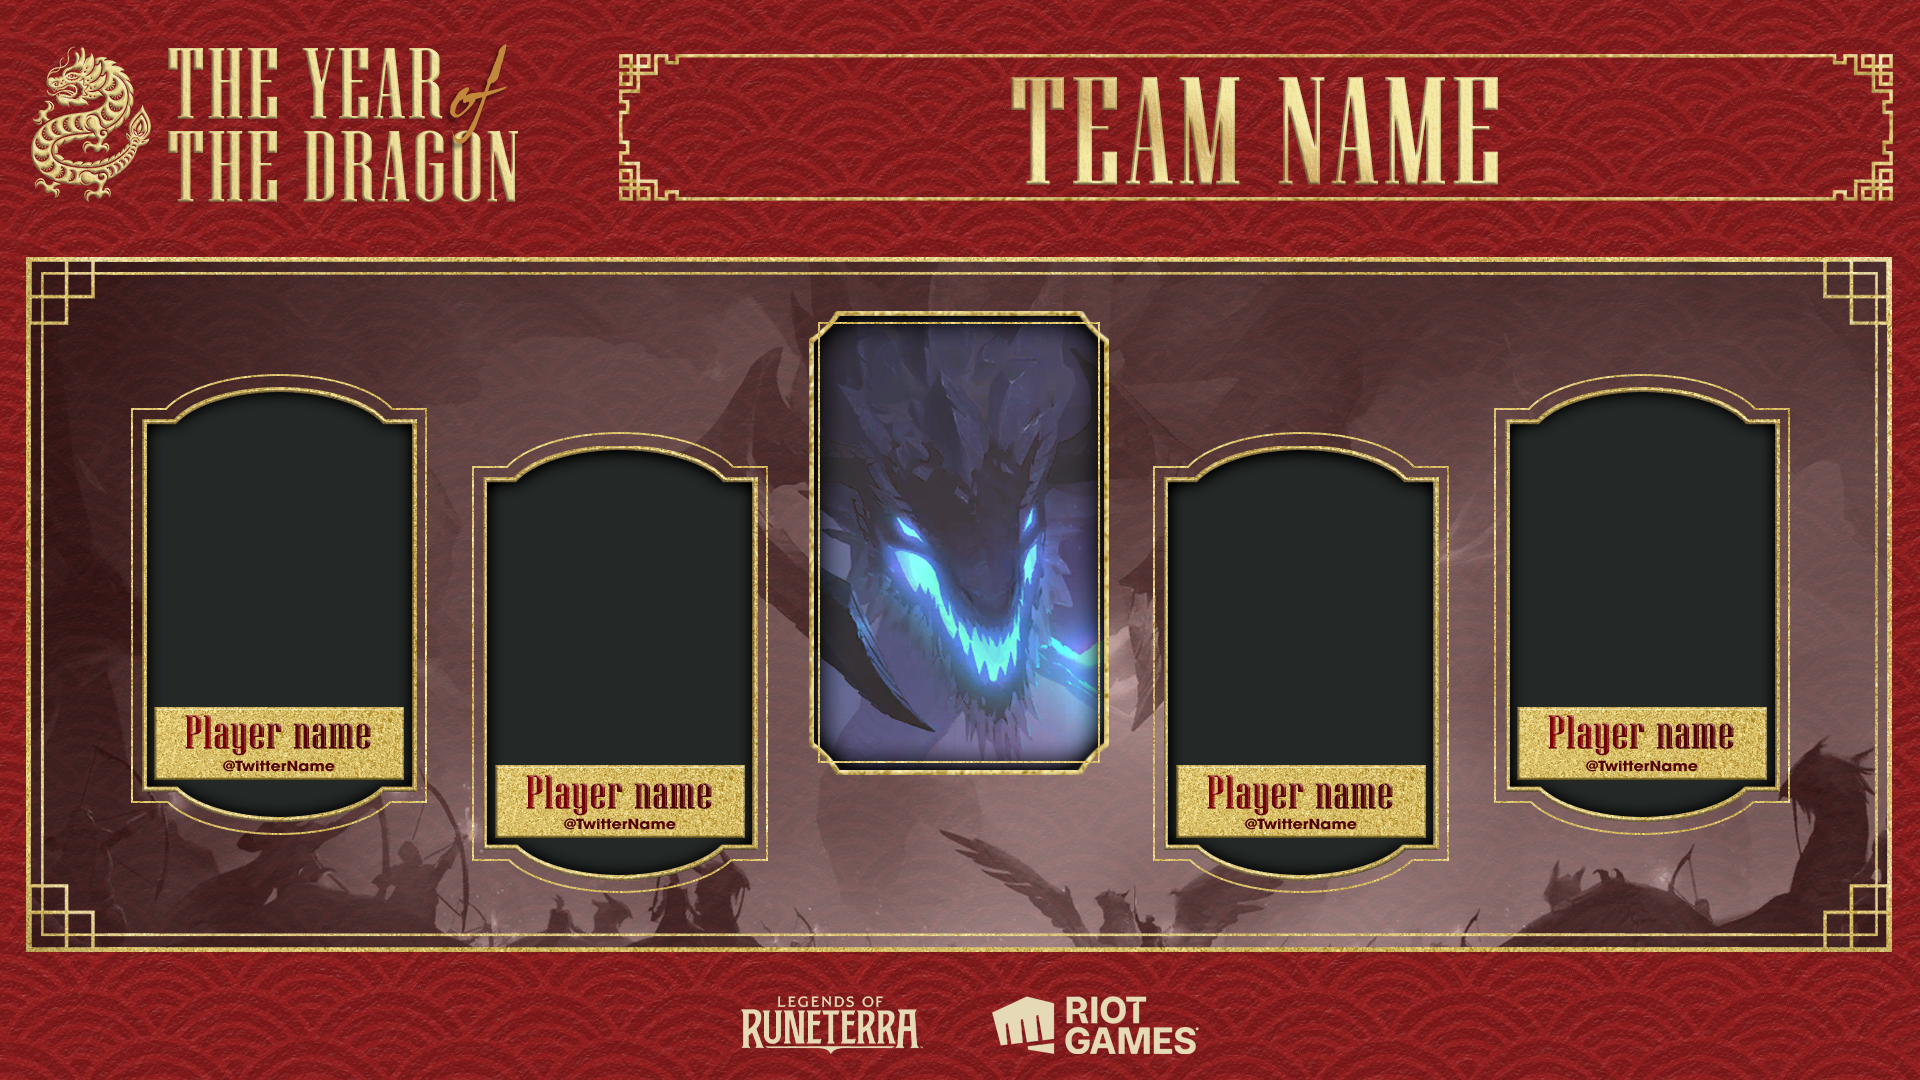 THE YEAR of
THE DRAGON
TEAM NAME
Player name
@TwitterName
Player name
@TwitterName
Player name
@TwitterName
Player name
@TwitterName
LEGENDS OF
RUNETERRA
RIOT
GAMES